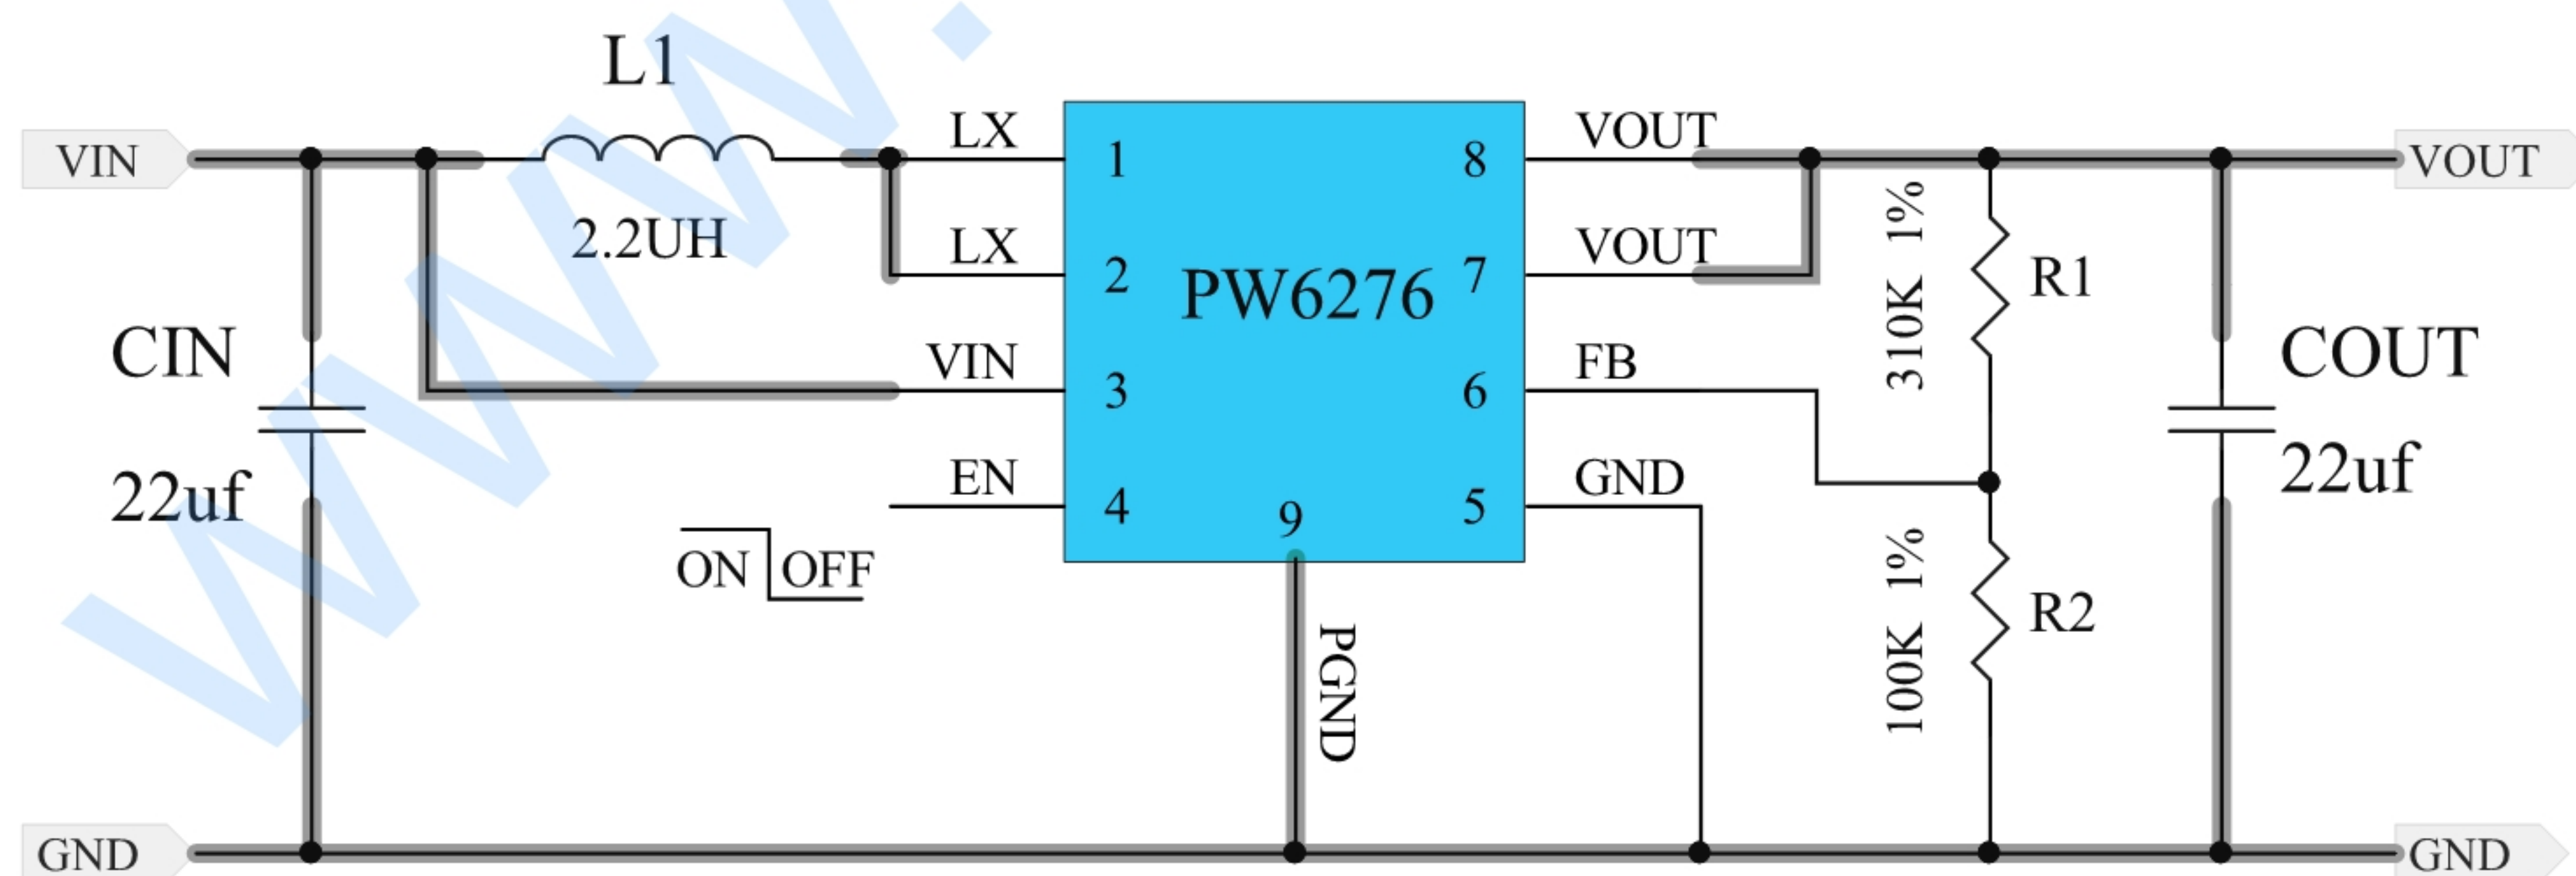 L1
LX
VOUT
VIN
1
8
VOUT
310K 1%
2.2UH
LX
VOUT
2
7
PW6276
R1
CIN
VIN
FB
COUT
3
6
22uf
EN
GND
22uf
4
9
5
ON
OFF
100K 1%
R2
PGND
GND
GND
www.